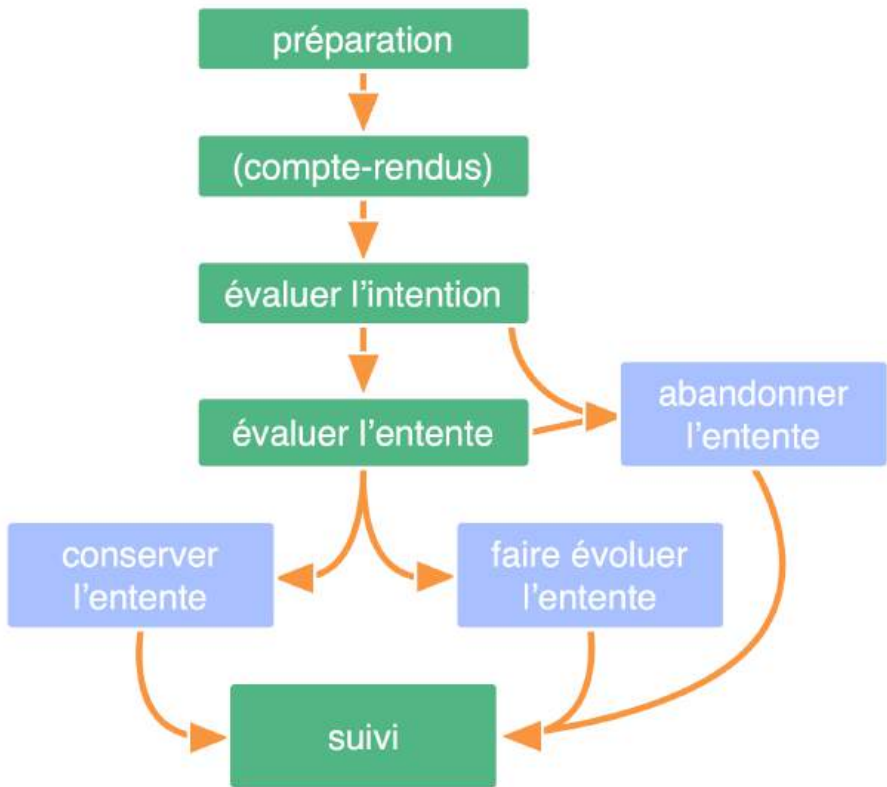 préparation
(compte-rendus)
évaluer l'intention
évaluer l'entente
abandonner
l'entente
conserver
l'entente
faire évoluer
l'entente
suivi